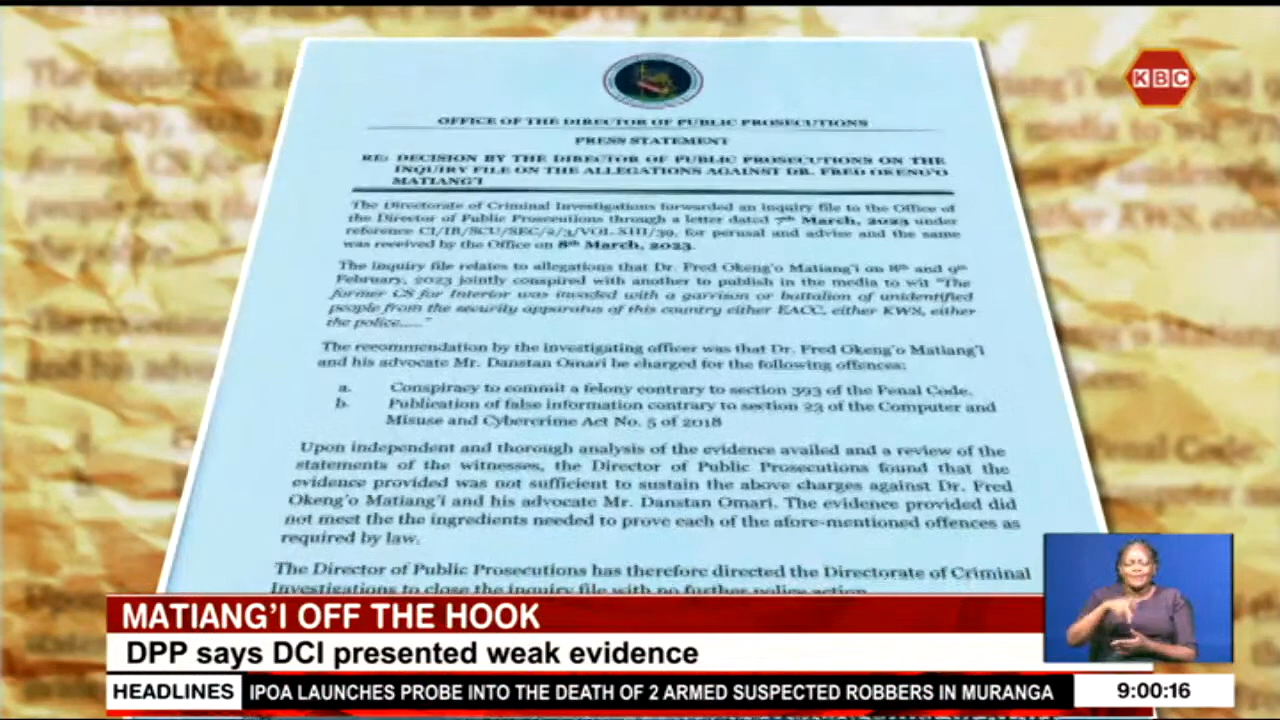 KBC
OFFICE OF THE DIRECTOR OF PUBLIC PROSECUTIONS
PRESS STATEMENT
RE: DECISION BY THE DIRECTOR OF PUBLIC PROSECUTIONS ON THE
INQUIRY FILE ON THE ALLEGATIONS AGAINST DR. FRED OKENG'O
MATIANG'I
The Directorate of Criminal Investigations forwarded an inquiry file to the Office of
the Director of Public Prosecutions through a letter dated 7th March, 2023 under
reference CI/IB/SCU/SEC/2/3/VOL.XIII/39, for perusal and advise and the same
was received by the Office on 8th March, 2023.
The inquiry file relates to allegations that Dr. Fred Okeng'o Matiang'i on 8th and 9th
February, 2023 jointly conspired with another to publish in the media to wit "The
former CS for Interior was invaded with a garrison or battalion of unidentified
people from the security apparatus of this country either EACC, either KWS, either
the police....."
The recommendation by the investigating officer was that Dr. Fred Okeng'o Matiang'i
and his advocate Mr. Danstan Omari be charged for the following offences:
a. Conspiracy to commit a felony contrary to section 393 of the Penal Code.
b. Publication of false information contrary to section 23 of the Computer and
Misuse and Cybercrime Act No. 5 of 2018
Upon independent and thorough analysis of the evidence availed and a review of the
statements of the witnesses, the Director of Public Prosecutions found that the
evidence provided was not sufficient to sustain the above charges against Dr. Fred
Okeng'o Matiang'i and his advocate Mr. Danstan Omari. The evidence provided did
not meet the the ingredients needed to prove each of the afore-mentioned offences as
required by law.
The Director of Public Prosecutions has therefore directed the Directorate of Criminal
Investigations to close the inquiry file with no further police action.
MATIANG'I OFF THE HOOK
DPP says DCI presented weak evidence
HEADLINES IPOA LAUNCHES PROBE INTO THE DEATH OF 2 ARMED SUSPECTED ROBBERS IN MURANGA 9:00:16